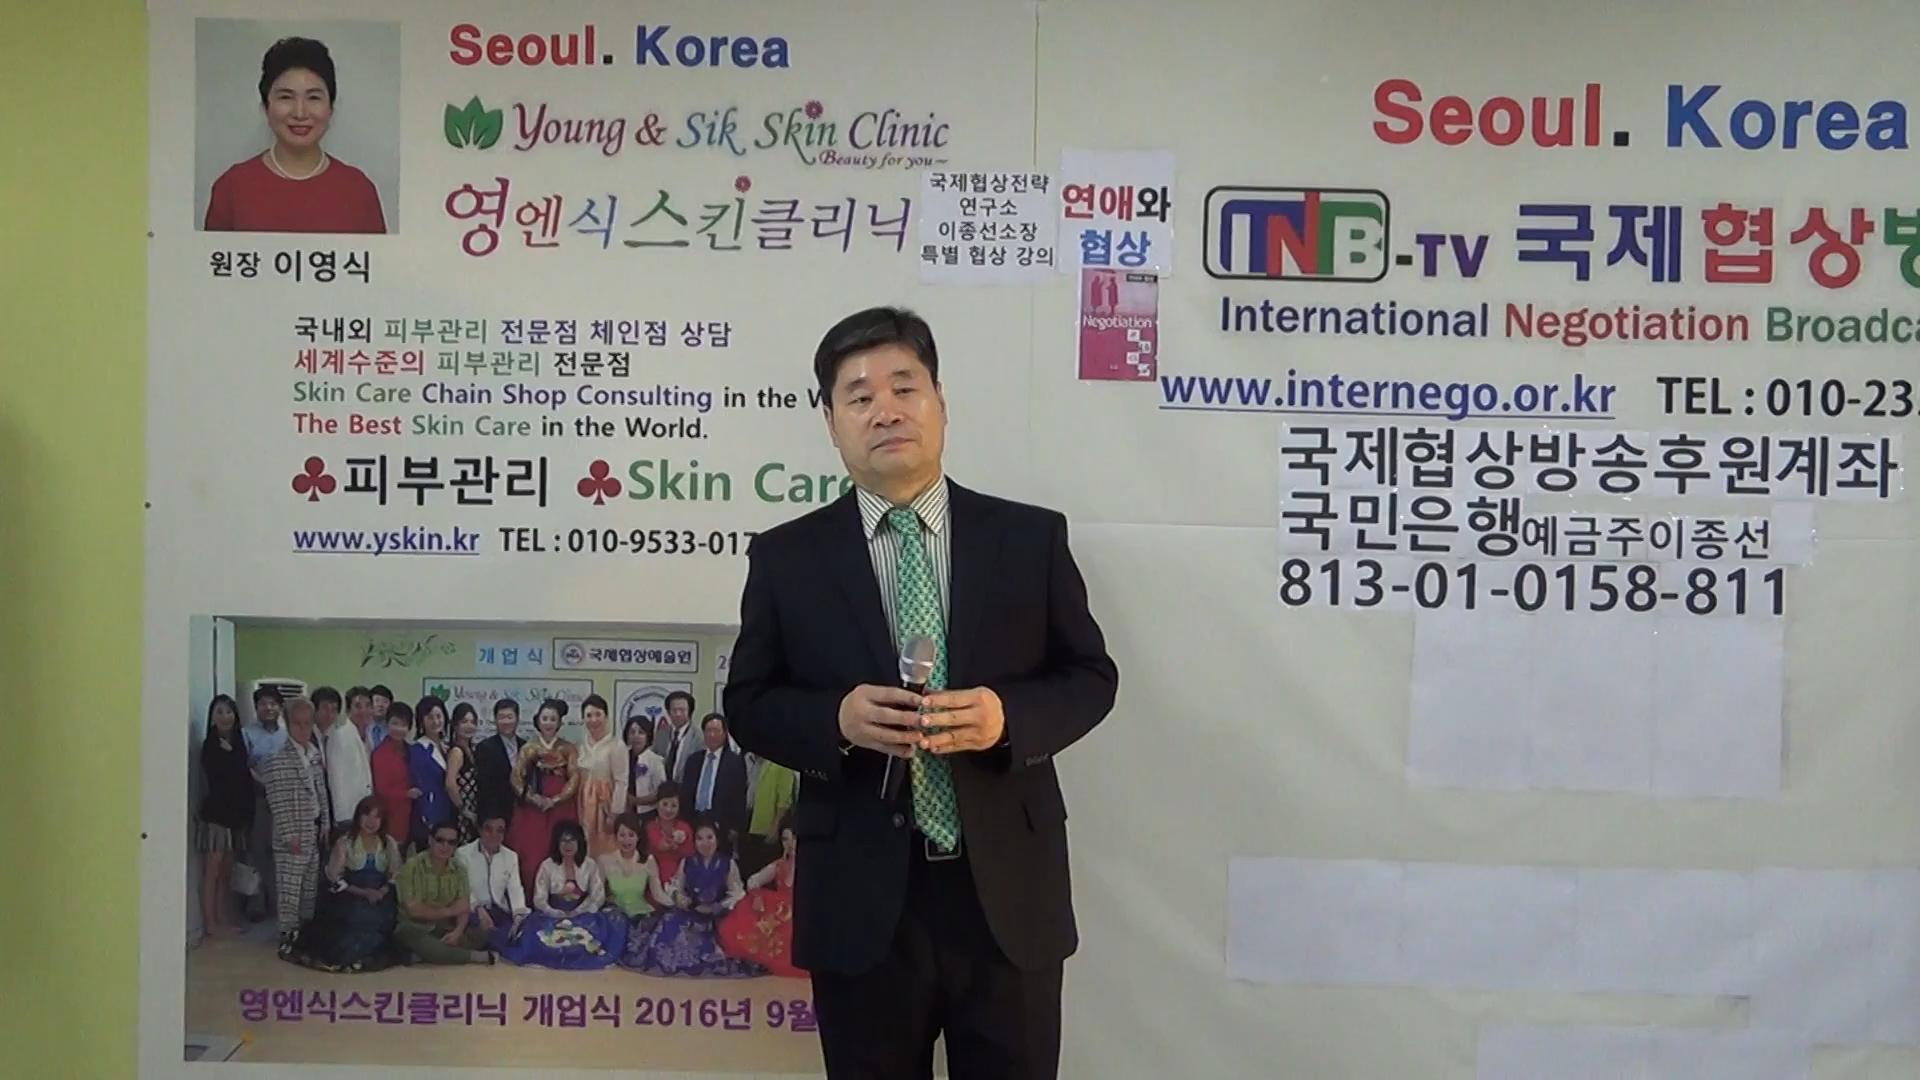 Seoul. Korea
Young & Sik Skin Clinic
Beauty for you~
영엔식스킨클리닉
원장 이영식
국내외 피부관리 전문점 체인점 상담
세계수준의 피부관리 전문점
Skin Care Chain Shop Consulting in the
The Best Skin Care in the World.
♣피부관리 ♣Skin Care
www.yskin.kr TEL : 010-9533-017
개업식 국제협상예술원
Young & Sik Skin Clinic
영엔식스킨클리닉 개업식 2016년 9월
국제협상전략
연구소
이종선소장
특별 협상 강의
연애와
협상
Negotiation
Seoul. Korea
INB-TV 국제협상방
International Negotiation Broadca
www.internego.or.kr TEL : 010-23
국제협상방송후원계좌
국민은행예금주이종선
813-01-0158-811